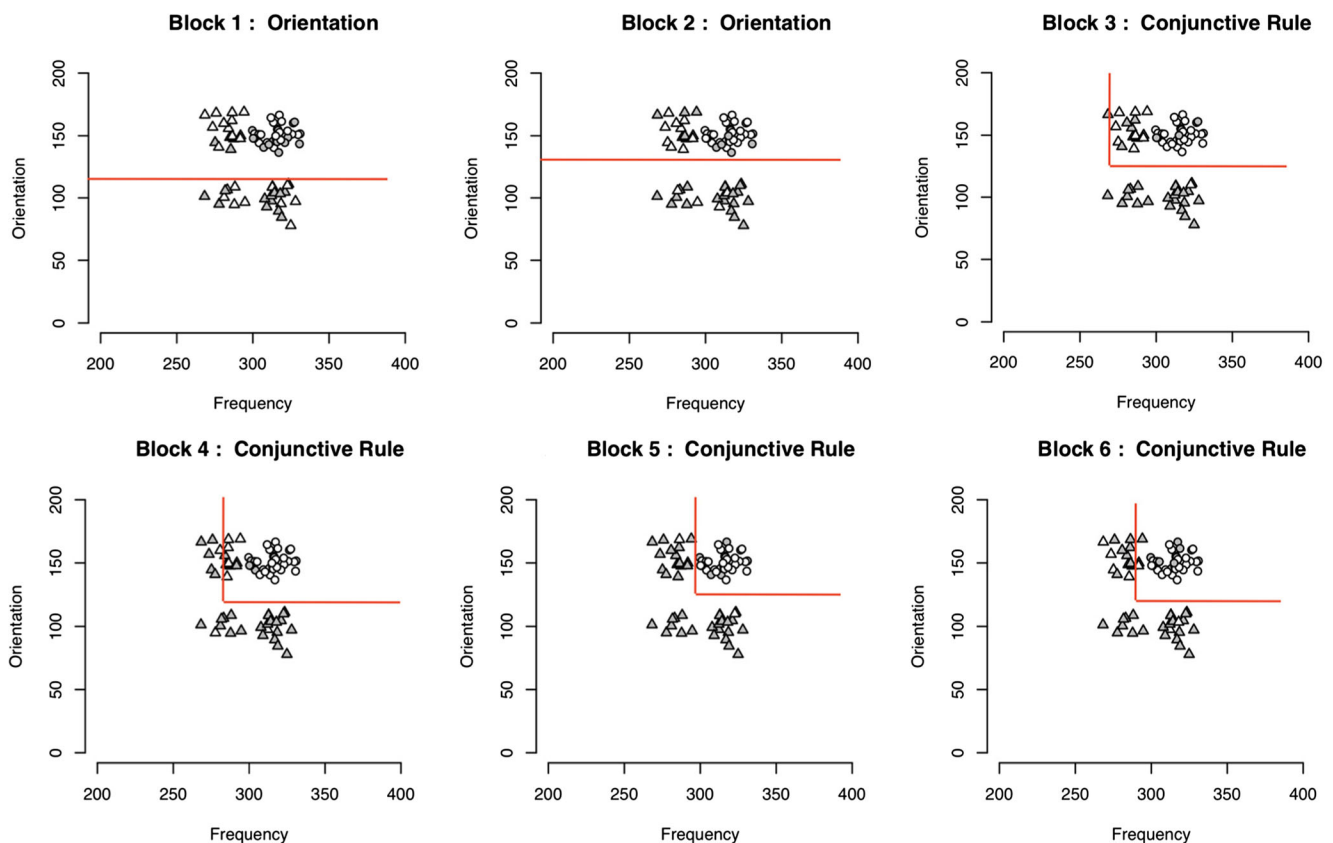 Block 1 :  Orientation
Orientation
200
150
100
50
0
200 250 300 350 400
Frequency
Block 2 :  Orientation
Orientation
200
150
100
50
0
200 250 300 350 400
Frequency
Block 3 :  Conjunctive Rule
Orientation
200
150
100
50
0
200 250 300 350 400
Frequency
Block 4 :  Conjunctive Rule
Orientation
200
150
100
50
0
200 250 300 350 400
Frequency
Block 5 :  Conjunctive Rule
Orientation
200
150
100
50
0
200 250 300 350 400
Frequency
Block 6 :  Conjunctive Rule
Orientation
200
150
100
50
0
200 250 300 350 400
Frequency